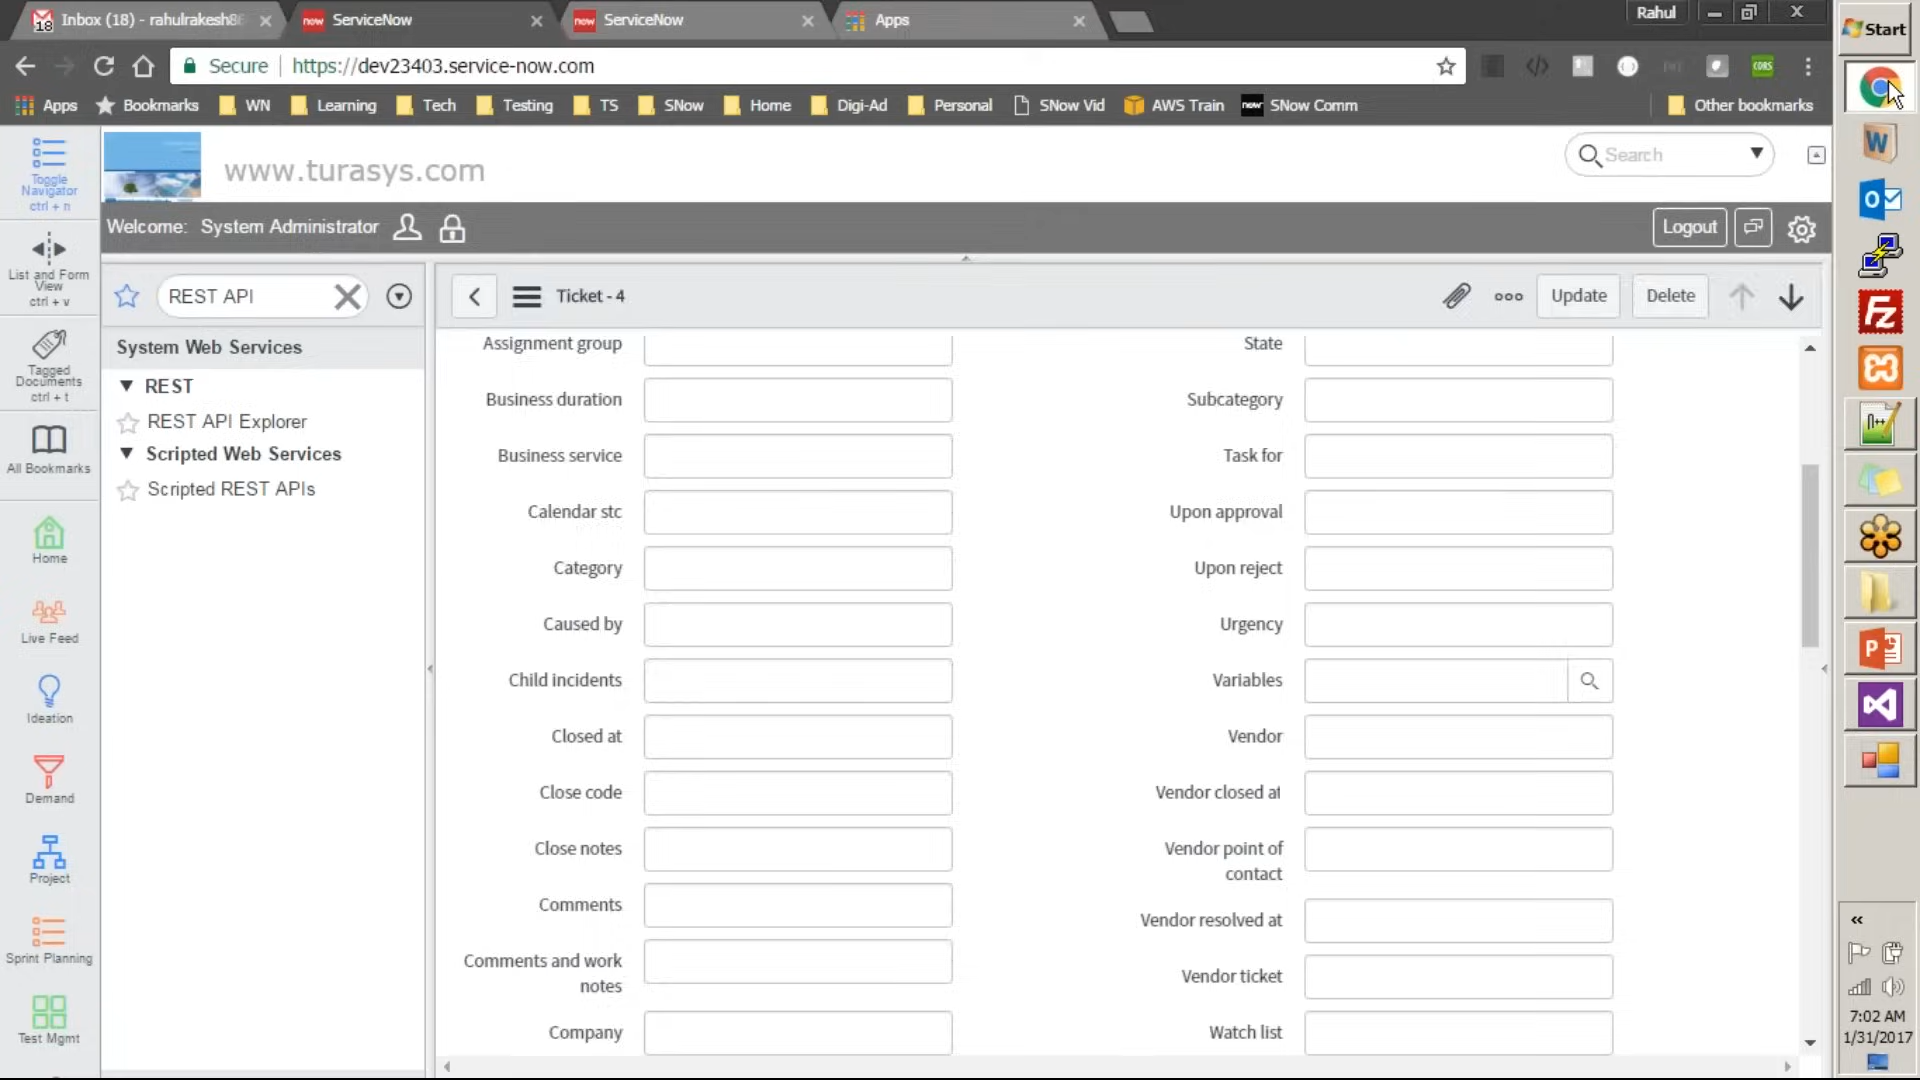 Inbox (18) - rahulrakesh86
ServiceNow
ServiceNow
Apps
Rahul
Start
18
now
now
Secure
https://dev23403.service-now.com
CORS
Apps
Bookmarks
WN
Learning
Tech
Testing
TS
SNow
Home
Digi-Ad
Personal
SNow Vid
AWS Train
now
SNow Comm
Other bookmarks
Toggle
Navigator
ctrl + n
www.turasys.com
Search
Welcome: System Administrator
Logout
List and Form
View
ctrl + v
REST API
Ticket - 4
Update
Delete
System Web Services
REST
REST API Explorer
Scripted Web Services
Scripted REST APIs
Tagged
Documents
ctrl + t
All Bookmarks
Home
Live Feed
Ideation
Demand
Project
Sprint Planning
Test Mgmt
Assignment group
Business duration
Business service
Calendar stc
Category
Caused by
Child incidents
Closed at
Close code
Close notes
Comments
Comments and work
notes
Company
State
Subcategory
Task for
Upon approval
Upon reject
Urgency
Variables
Vendor
Vendor closed at
Vendor point of
contact
Vendor resolved at
Vendor ticket
Watch list
7:02 AM
1/31/2017